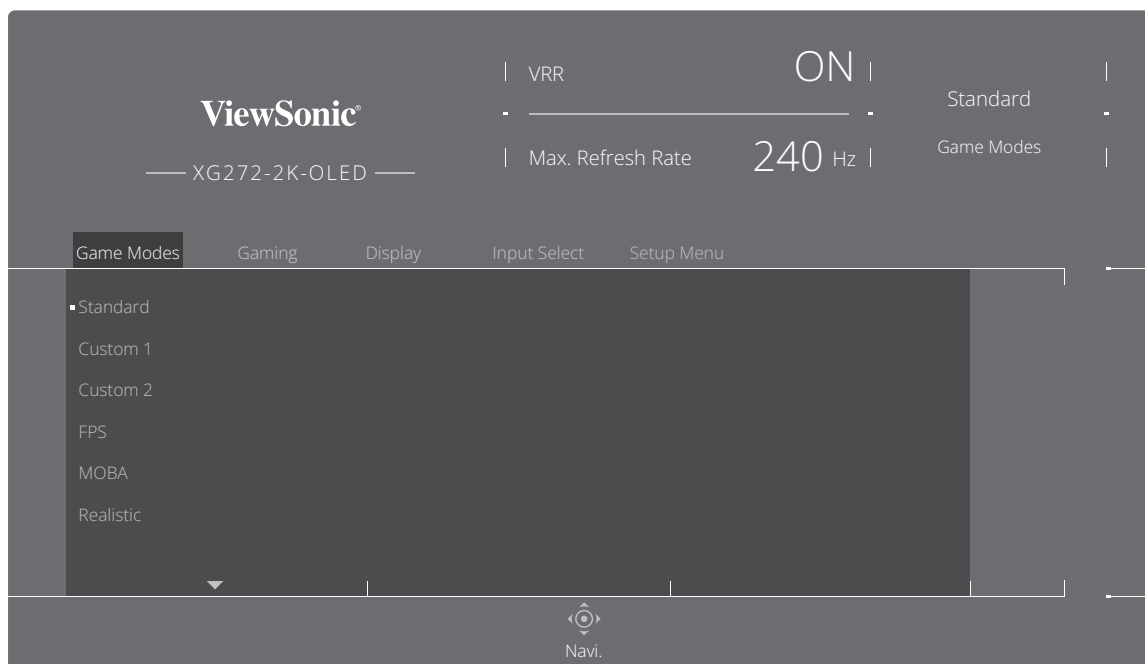 ViewSonic®
XG272-2K-OLED
VRR ON
Max. Refresh Rate 240 Hz
Standard
Game Modes
Game Modes Gaming Display Input Select Setup Menu
Standard
Custom 1
Custom 2
FPS
MOBA
Realistic
Navi.